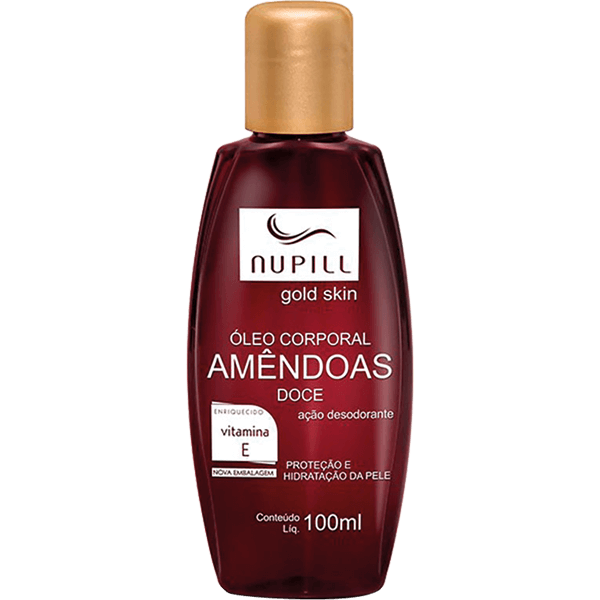 NUPILL
gold skin
ÓLEO CORPORAL
AMÊNDOAS
DOCE
ação desodorante
ENRIQUECIDO
vitamina
E
NOVA EMBALAGEM
PROTEÇÃO E
HIDRATAÇÃO DA PELE
Conteúdo
Líq. 100ml